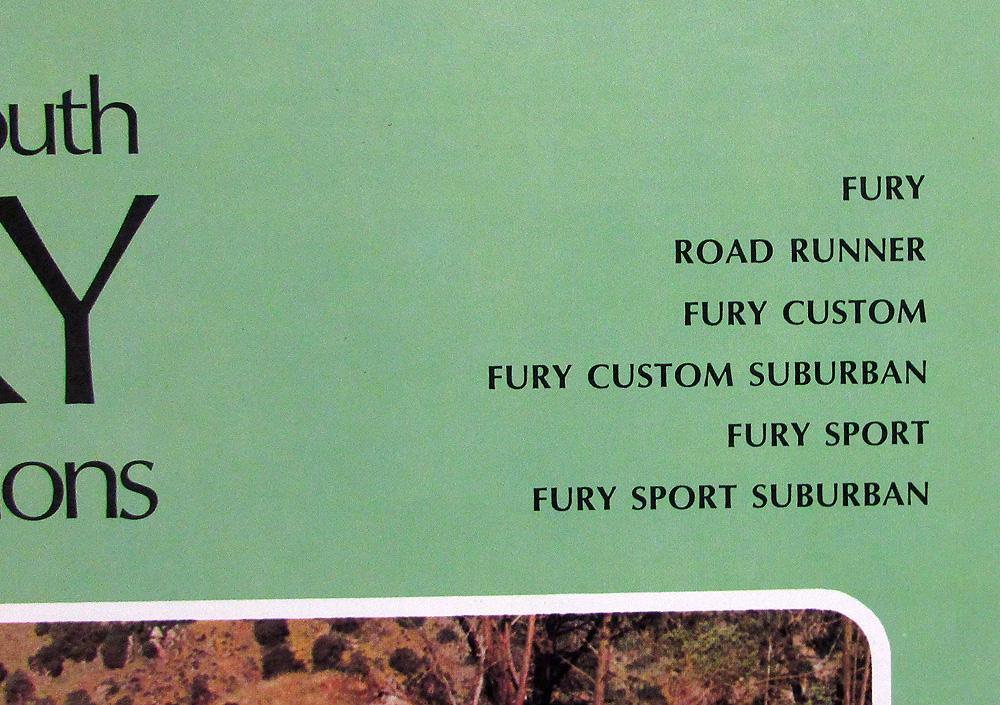 outh
Y
ons
FURY
ROAD RUNNER
FURY CUSTOM
FURY CUSTOM SUBURBAN
FURY SPORT
FURY SPORT SUBURBAN